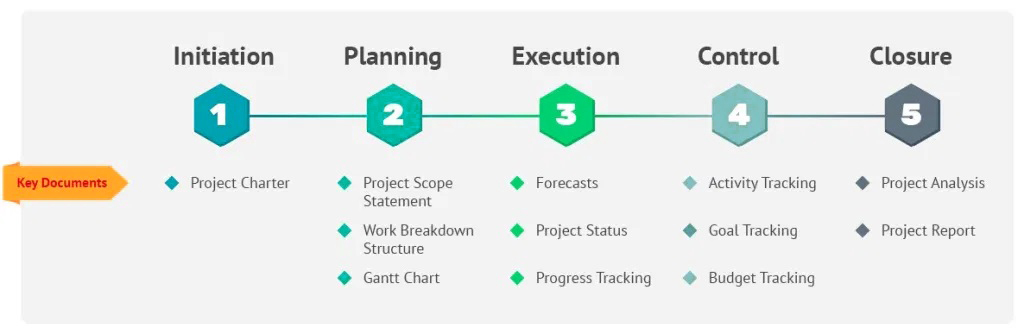 Initiation
Planning
Execution
Control
Closure
1
2
3
4
5
Key Documents
Project Charter
Project Scope
Statement
Work Breakdown
Structure
Gantt Chart
Forecasts
Project Status
Progress Tracking
Activity Tracking
Goal Tracking
Budget Tracking
Project Analysis
Project Report